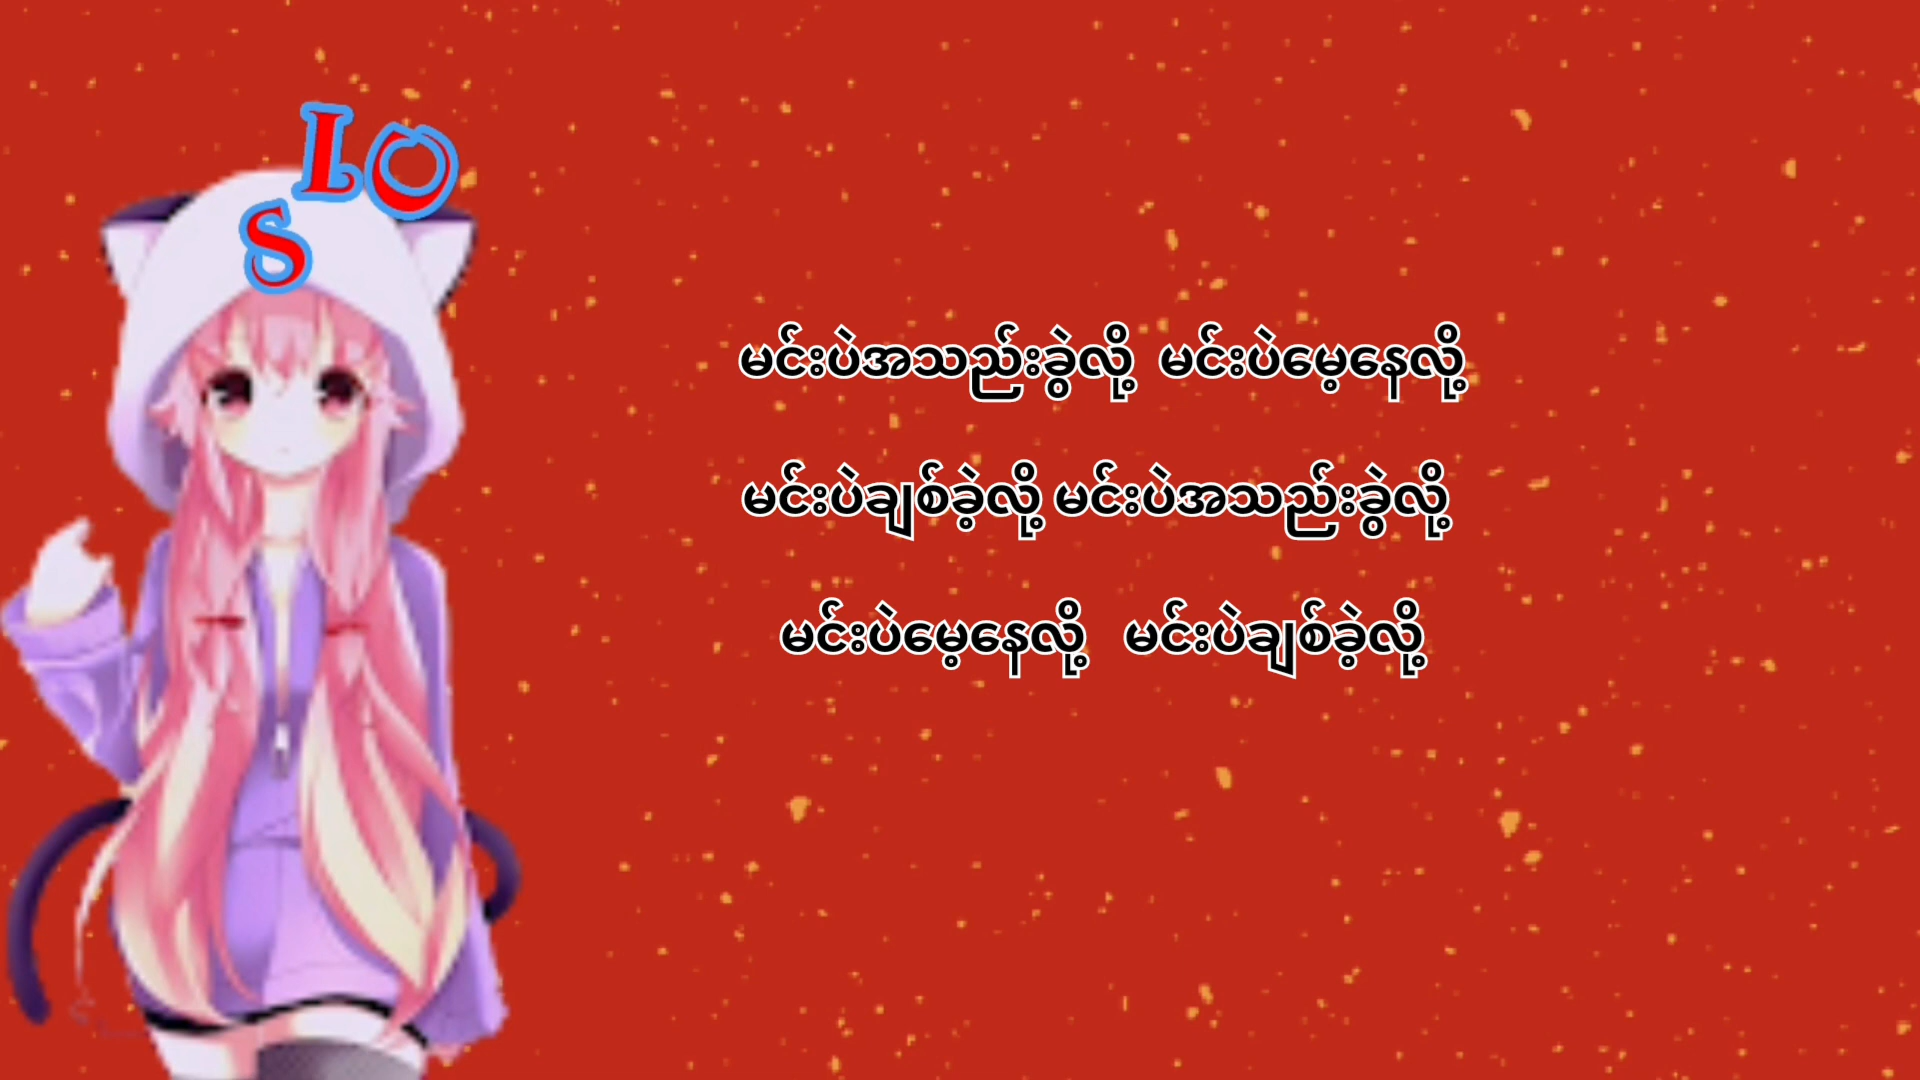 LO
S
မင်းပဲအသည်းခွဲလို့ မင်းပဲမေ့နေလို့
မင်းပဲချစ်ခဲ့လို့ မင်းပဲအသည်းခွဲလို့
မင်းပဲမေ့နေလို့ မင်းပဲချစ်ခဲ့လို့